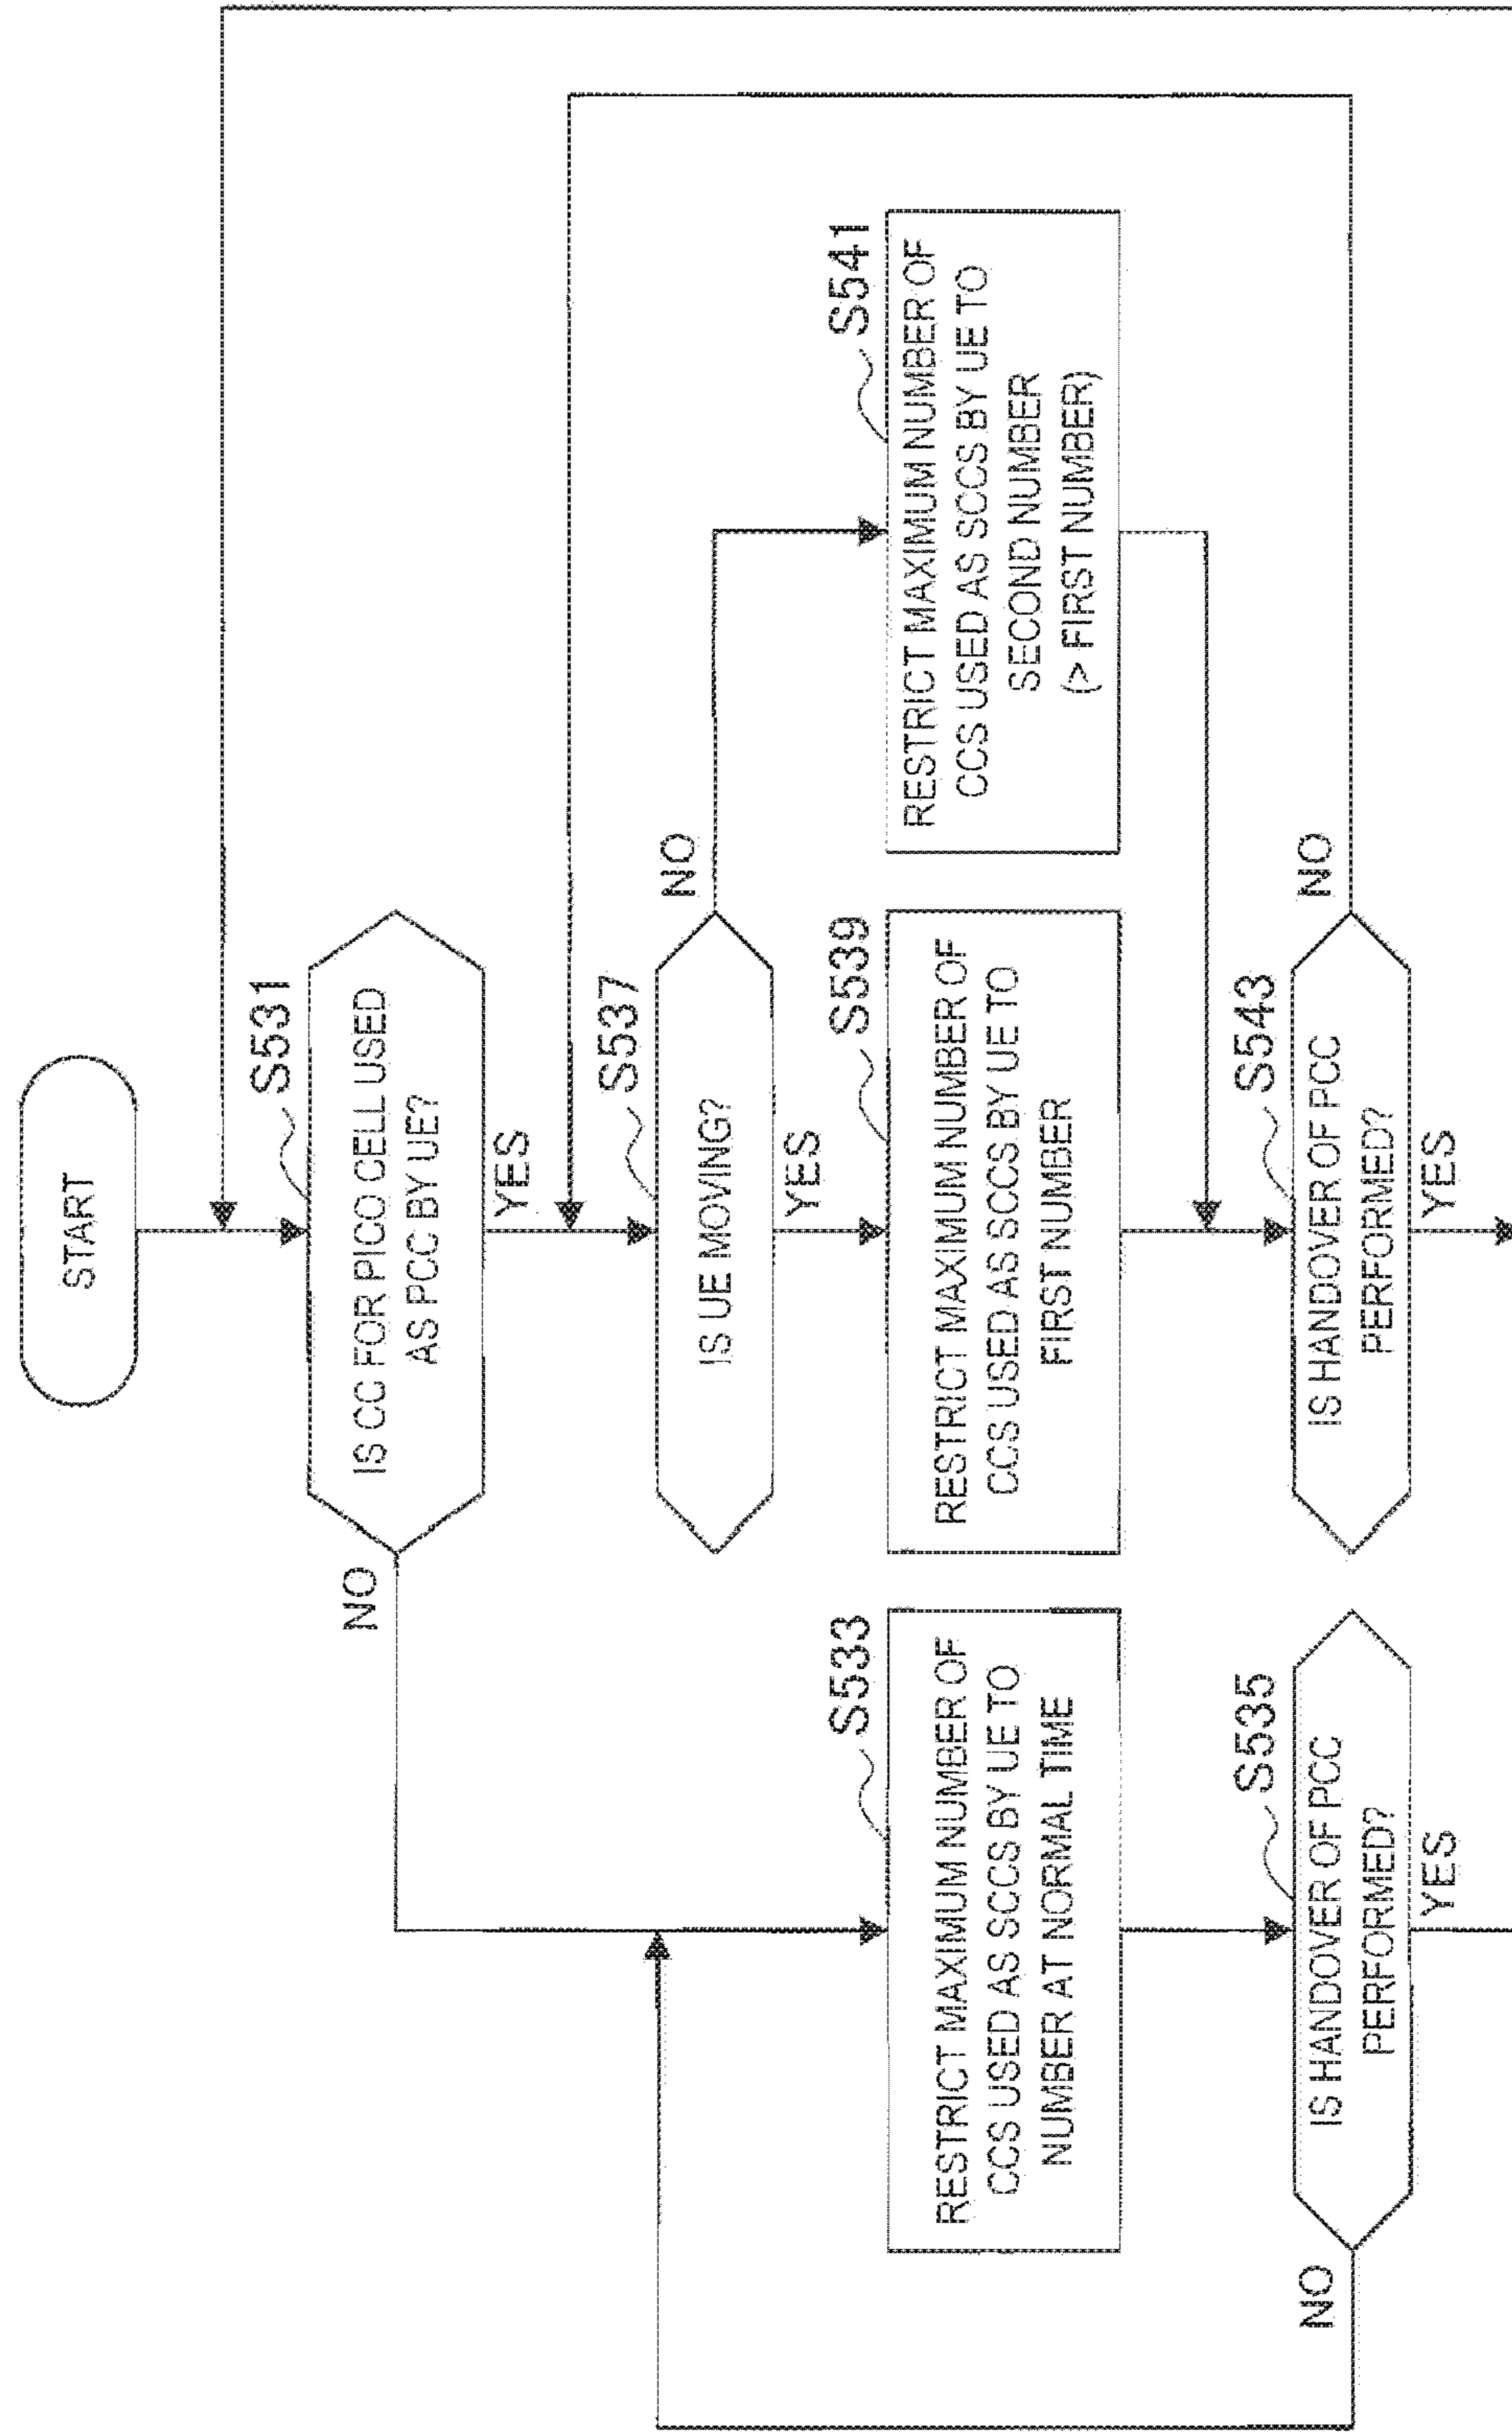 START
S531
IS CC FOR PICO CELL USED
AS PCC BY UE?
NO
YES
S537
IS UE MOVING?
NO
YES
S533
RESTRICT MAXIMUM NUMBER OF
CCS USED AS SCCS BY UE TO
NUMBER AT NORMAL TIME
S539
RESTRICT MAXIMUM NUMBER OF
CCS USED AS SCCS BY UE TO
FIRST NUMBER
S541
RESTRICT MAXIMUM NUMBER OF
CCS USED AS SCCS BY UE TO
SECOND NUMBER
(> FIRST NUMBER)
S535
IS HANDOVER OF PCC
PERFORMED?
NO
YES
S543
IS HANDOVER OF PCC
PERFORMED?
NO
YES